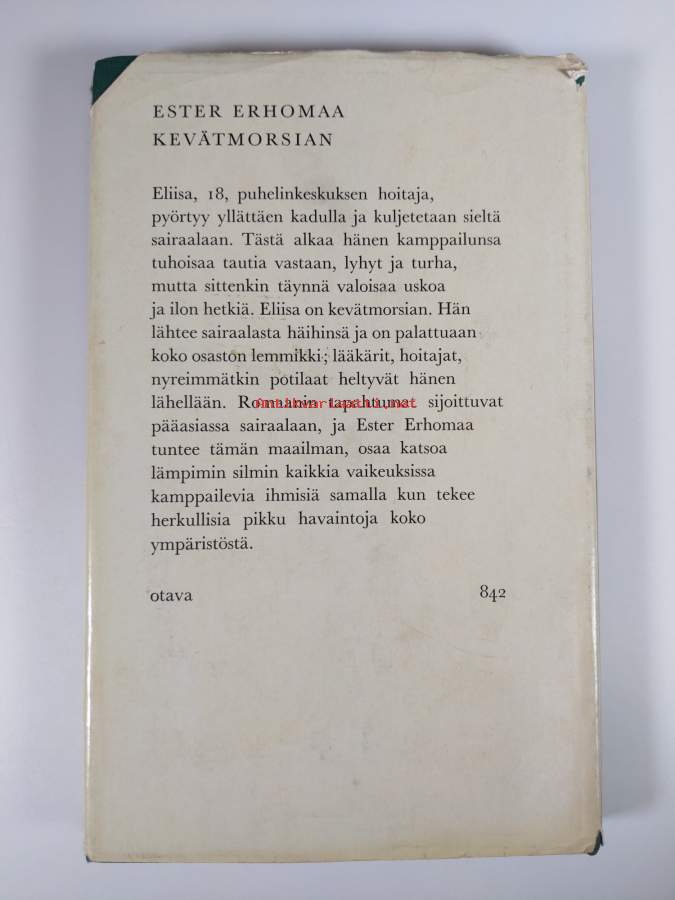 ESTER ERHOMAA
KEVÄTMORSIAN
Eliisa, 18, puhelinkeskuksen hoitaja,
pyörtyy yllättäen kadulla ja kuljetetaan sieltä
sairaalaan. Tästä alkaa hänen kamppailunsa
tuhoisaa tautia vastaan, lyhyt ja turha,
mutta sittenkin täynnä valoisaa uskoa
ja ilon hetkiä. Eliisa on kevätmorsian. Hän
lähtee sairaalasta häihinsä ja on palattuaan
koko osaston lemmikki; lääkärit, hoitajat,
nyreimmätkin potilaat heltyvät hänen
lähellään. Romaanin tapahtumat sijoittuvat
Antikvariaatti.net
pääasiassa sairaalaan, ja Ester Erhomaa
tuntee tämän maailman, osaa katsoa
lämpimin silmin kaikkia vaikeuksissa
kamppailevia ihmisiä samalla kun tekee
herkullisia pikku havaintoja koko
ympäristöstä.
otava 842